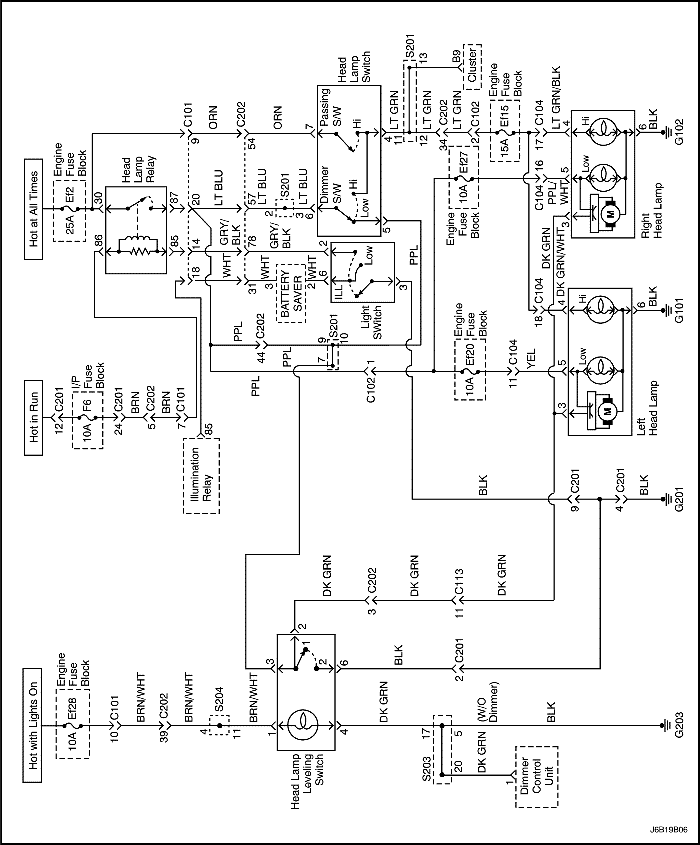 Hot at All Times
Engine
Fuse
Block
Ef2
25A
30
86
Head
Lamp
Relay
87
85
C101
9
ORN
C202
54
ORN
7
20
LT BLU
57
LT BLU
S201
2
3
6
14
GRY/
BLK
78
GRY/
BLK
2
18
WHT
31
WHT
3
BATTERY
SAVER
2
6
Head
Lamp
Switch
Passing
S/W
Hi
Dimmer
S/W
Hi
Low
4
5
ILL
Low
Light
SWitch
3
LT GRN
S201
11
13
12
B9
Cluster
LT GRN
C202
34
LT GRN
C102
2
Engine
Fuse
Block
Ef15
15A
C104
17
LT GRN/BLK
4
Engine
Fuse
Block
Ef27
10A
16
C104
PPL/
WHT
5
Hi
Low
M
3
Right
Head Lamp
6
BLK
G102
DK GRN
DK GRN/WHT
PPL
PPL
C202
44
PPL
S201
9
10
7
PPL
C102
1
Engine
Fuse
Block
Ef20
10A
C104
11
YEL
C104
18
4
5
3
Hi
Low
M
Left
Head Lamp
6
BLK
G101
Hot in Run
C201
12
I/P
Fuse
Block
F6
10A
C201
24
BRN
C202
5
BRN
C101
7
85
Illumination
Relay
BLK
C201
9
C201
4
BLK
G201
DK GRN
C202
3
DK GRN
C113
11
DK GRN
Hot with Lights On
Engine
Fuse
Block
Ef28
10A
C101
10
BRN/WHT
C202
39
BRN/WHT
S204
4
11
BRN/WHT
1
3
2
1
2
Head Lamp
Leveling
Switch
4
6
BLK
C201
2
DK GRN
S203
17
5
20
(W/O
Dimmer)
DK GRN
1
Dimmer
Control
Unit
BLK
G203
J6B19B06